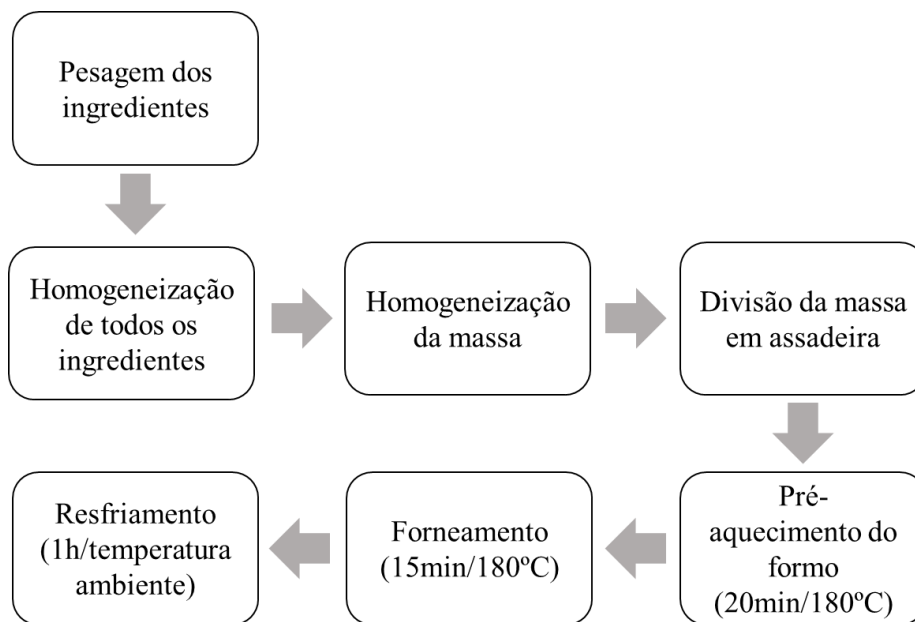 Pesagem dos
ingredientes
Homogeneização
de todos os
ingredientes
Homogeneização
da massa
Divisão da massa
em assadeira
Pré-
aquecimento do
formo
(20min/180ºC)
Forneamento
(15min/180ºC)
Resfriamento
(1h/temperatura
ambiente)